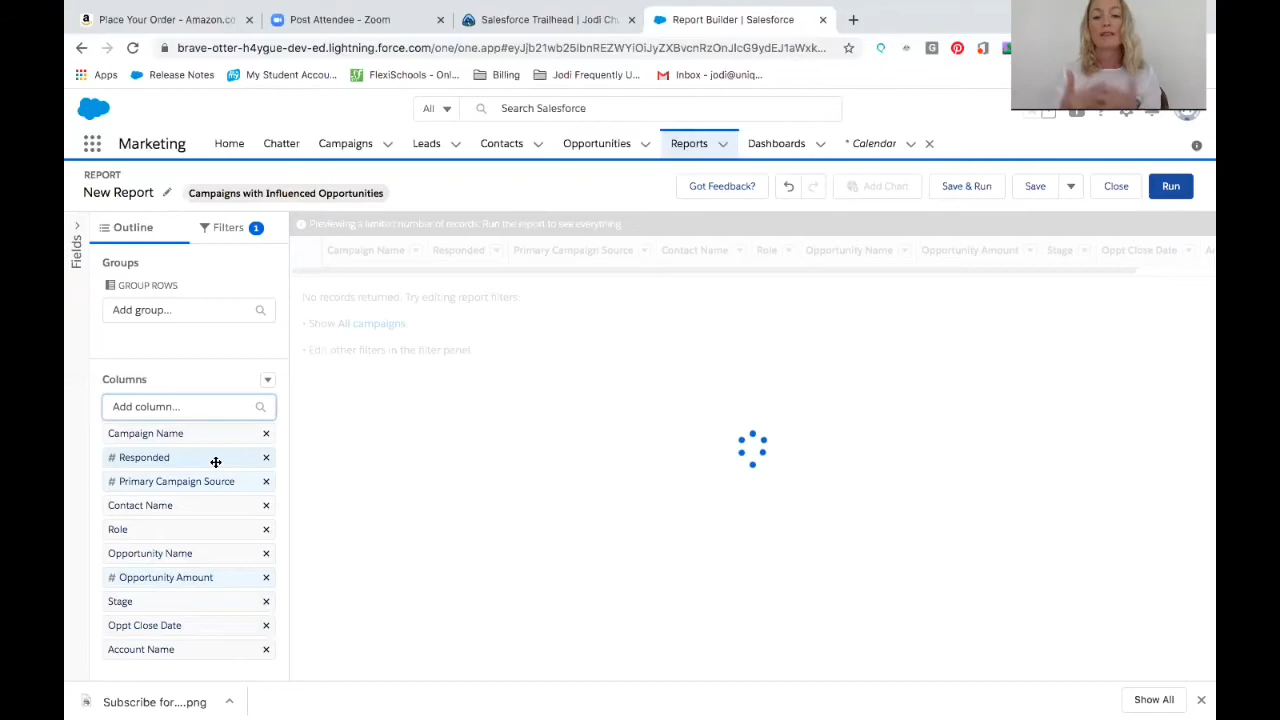 Place Your Order - Amazon.co
Post Attendee - Zoom
Salesforce Trailhead | Jodi Ch
Report Builder | Salesforce
brave-otter-h4ygue-dev-ed.lightning.force.com/one/one.app#eyJjb21wb25lbnREZWYiOiJyZXBvcnRzOnJlcG9ydEJ1aWxk...
Apps
Release Notes
My Student Accou...
FlexiSchools - Onl...
Billing
Jodi Frequently U...
Inbox - jodi@uniq...
All
Search Salesforce
Marketing
Home
Chatter
Campaigns
Leads
Contacts
Opportunities
Reports
Dashboards
* Calendar
REPORT
New Report
Campaigns with Influenced Opportunities
Got Feedback?
Add Chart
Save & Run
Save
Close
Run
Fields
Outline
Filters
1
Previewing a limited number of records. Run the report to see everything.
Groups
GROUP ROWS
Add group...
Campaign Name
Responded
Primary Campaign Source
Contact Name
Role
Opportunity Name
Opportunity Amount
Stage
Oppt Close Date
No records returned. Try editing report filters:
• Show All campaigns.
• Edit other filters in the filter panel.
Columns
Add column...
Campaign Name
# Responded
# Primary Campaign Source
Contact Name
Role
Opportunity Name
# Opportunity Amount
Stage
Oppt Close Date
Account Name
Subscribe for....png
Show All